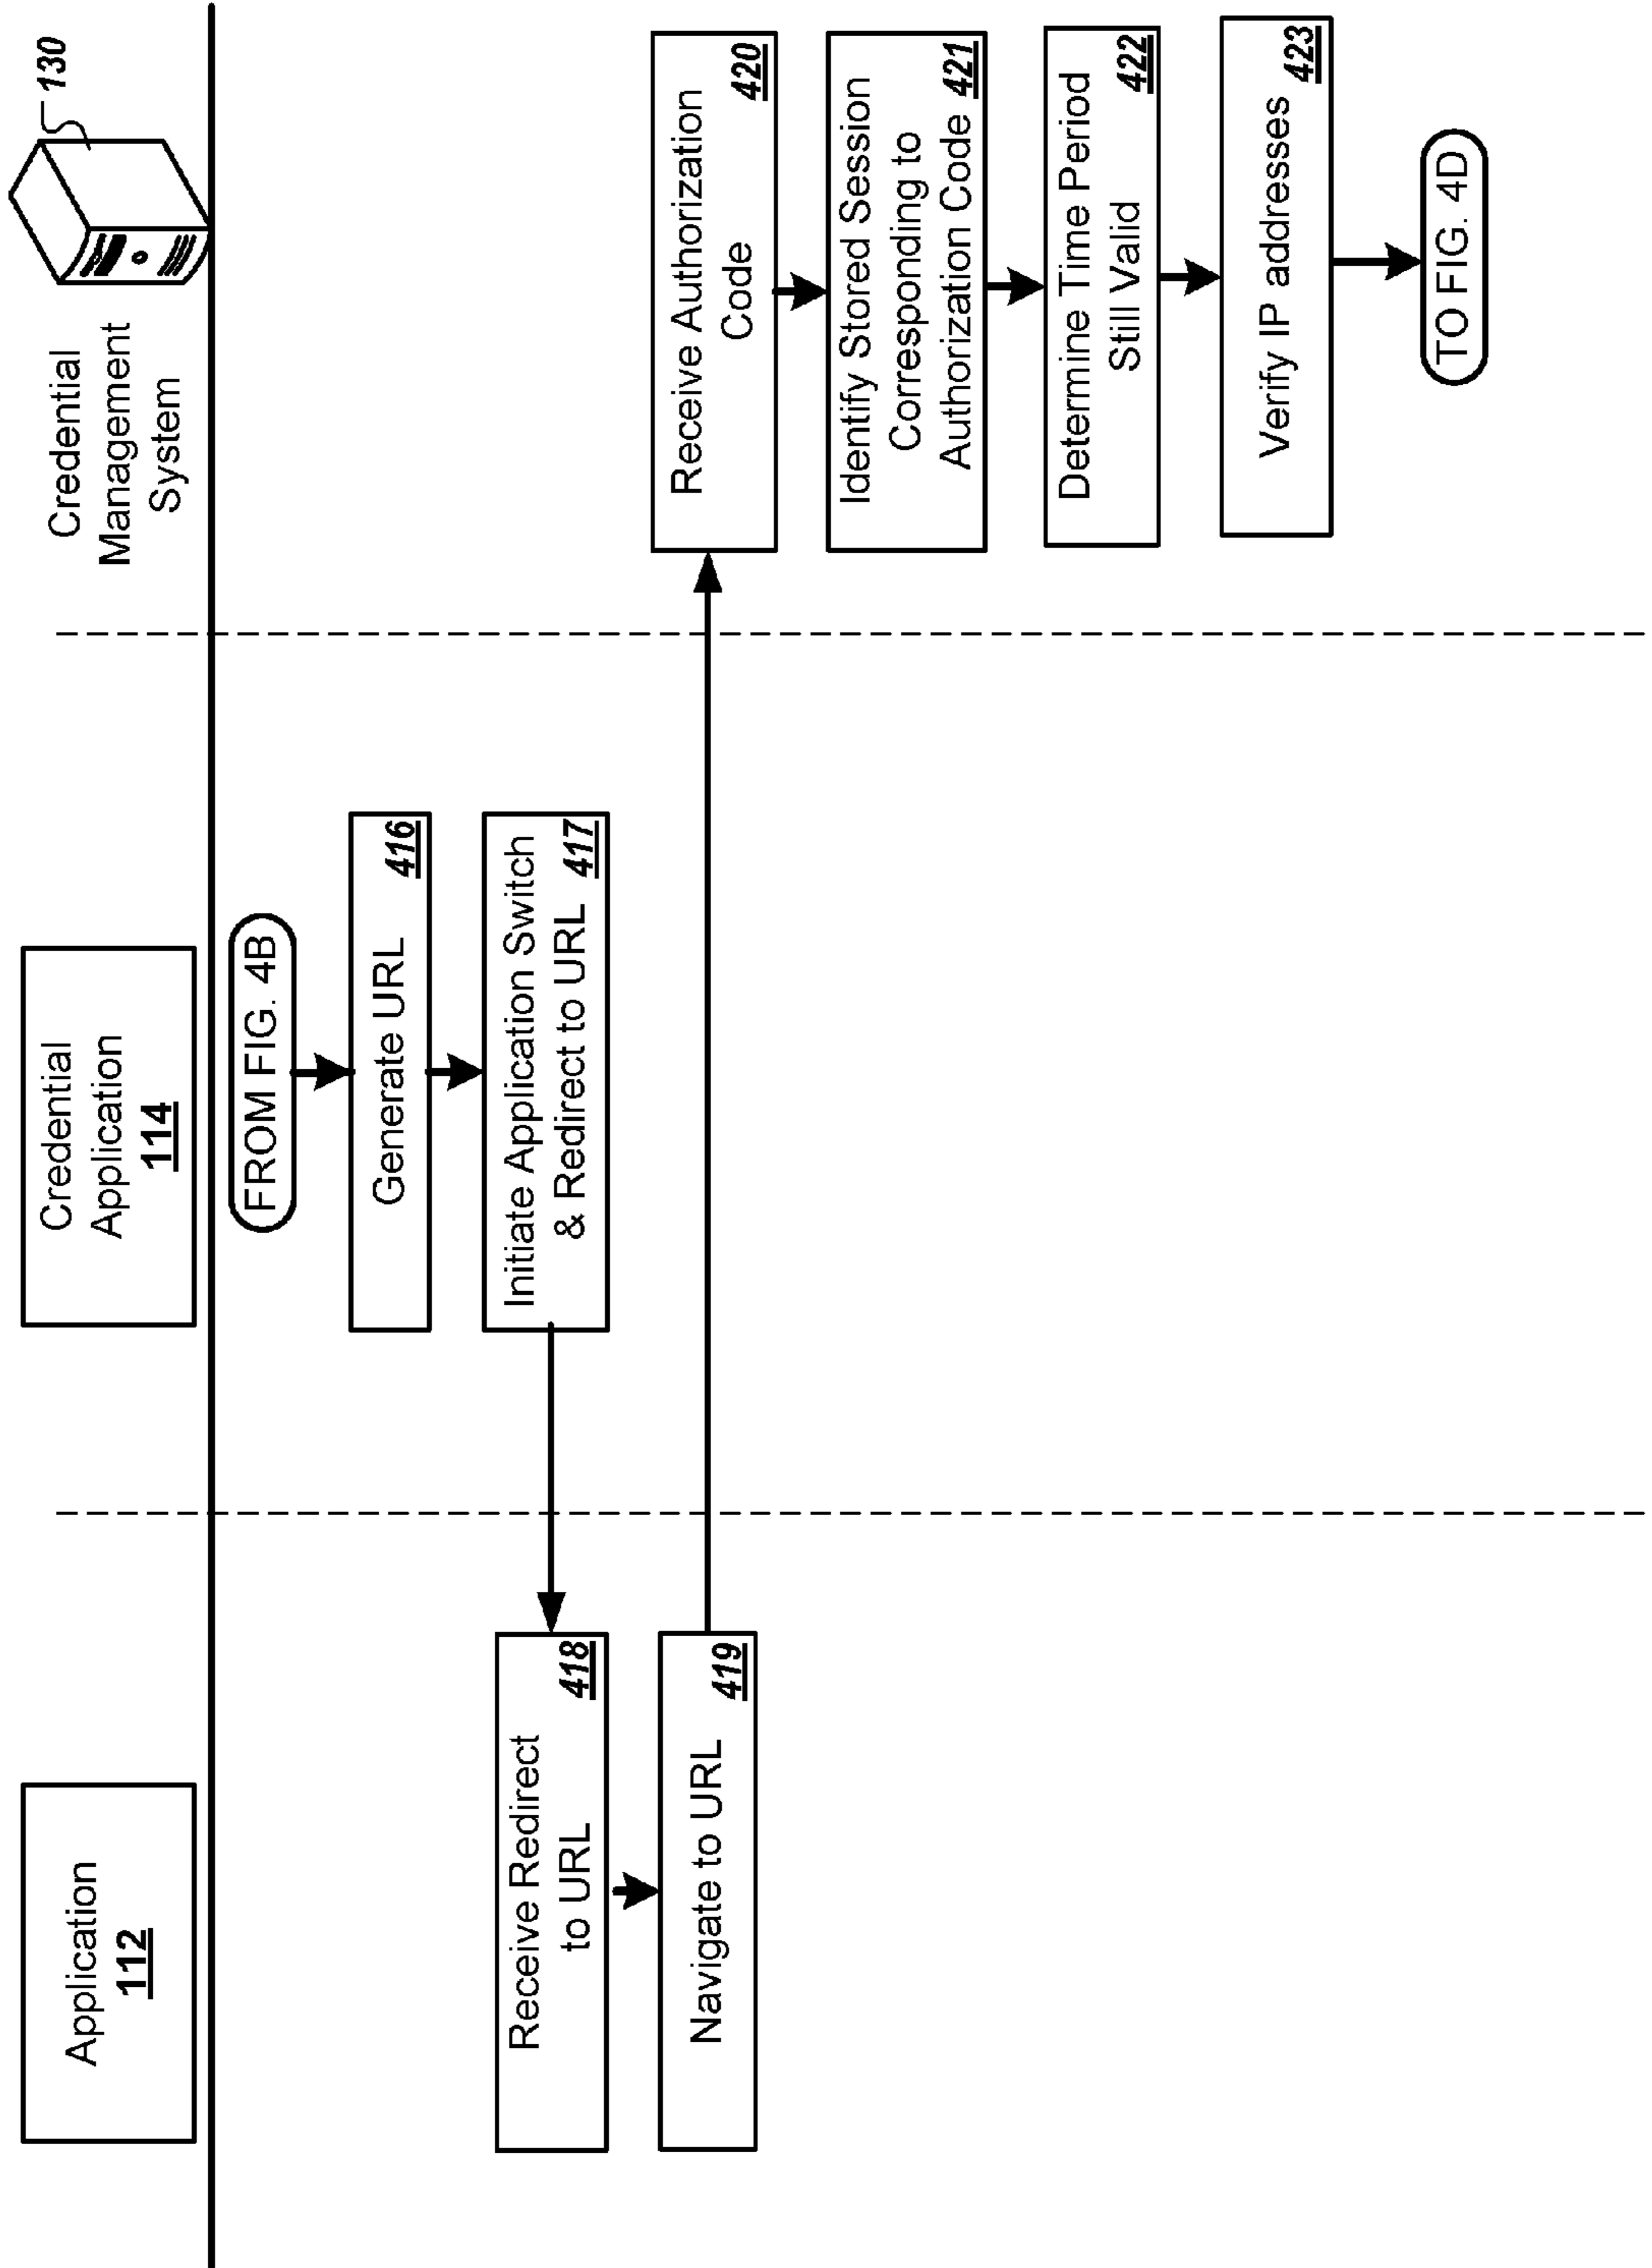 Application
112
Credential
Application
114
Credential
Management
System
130
FROM FIG. 4B
Generate URL
416
Initiate Application Switch
& Redirect to URL 417
Receive Redirect
to URL
418
Navigate to URL
419
Receive Authorization
Code
420
Identify Stored Session
Corresponding to
Authorization Code 421
Determine Time Period
Still Valid
422
Verify IP addresses
423
TO FIG. 4D